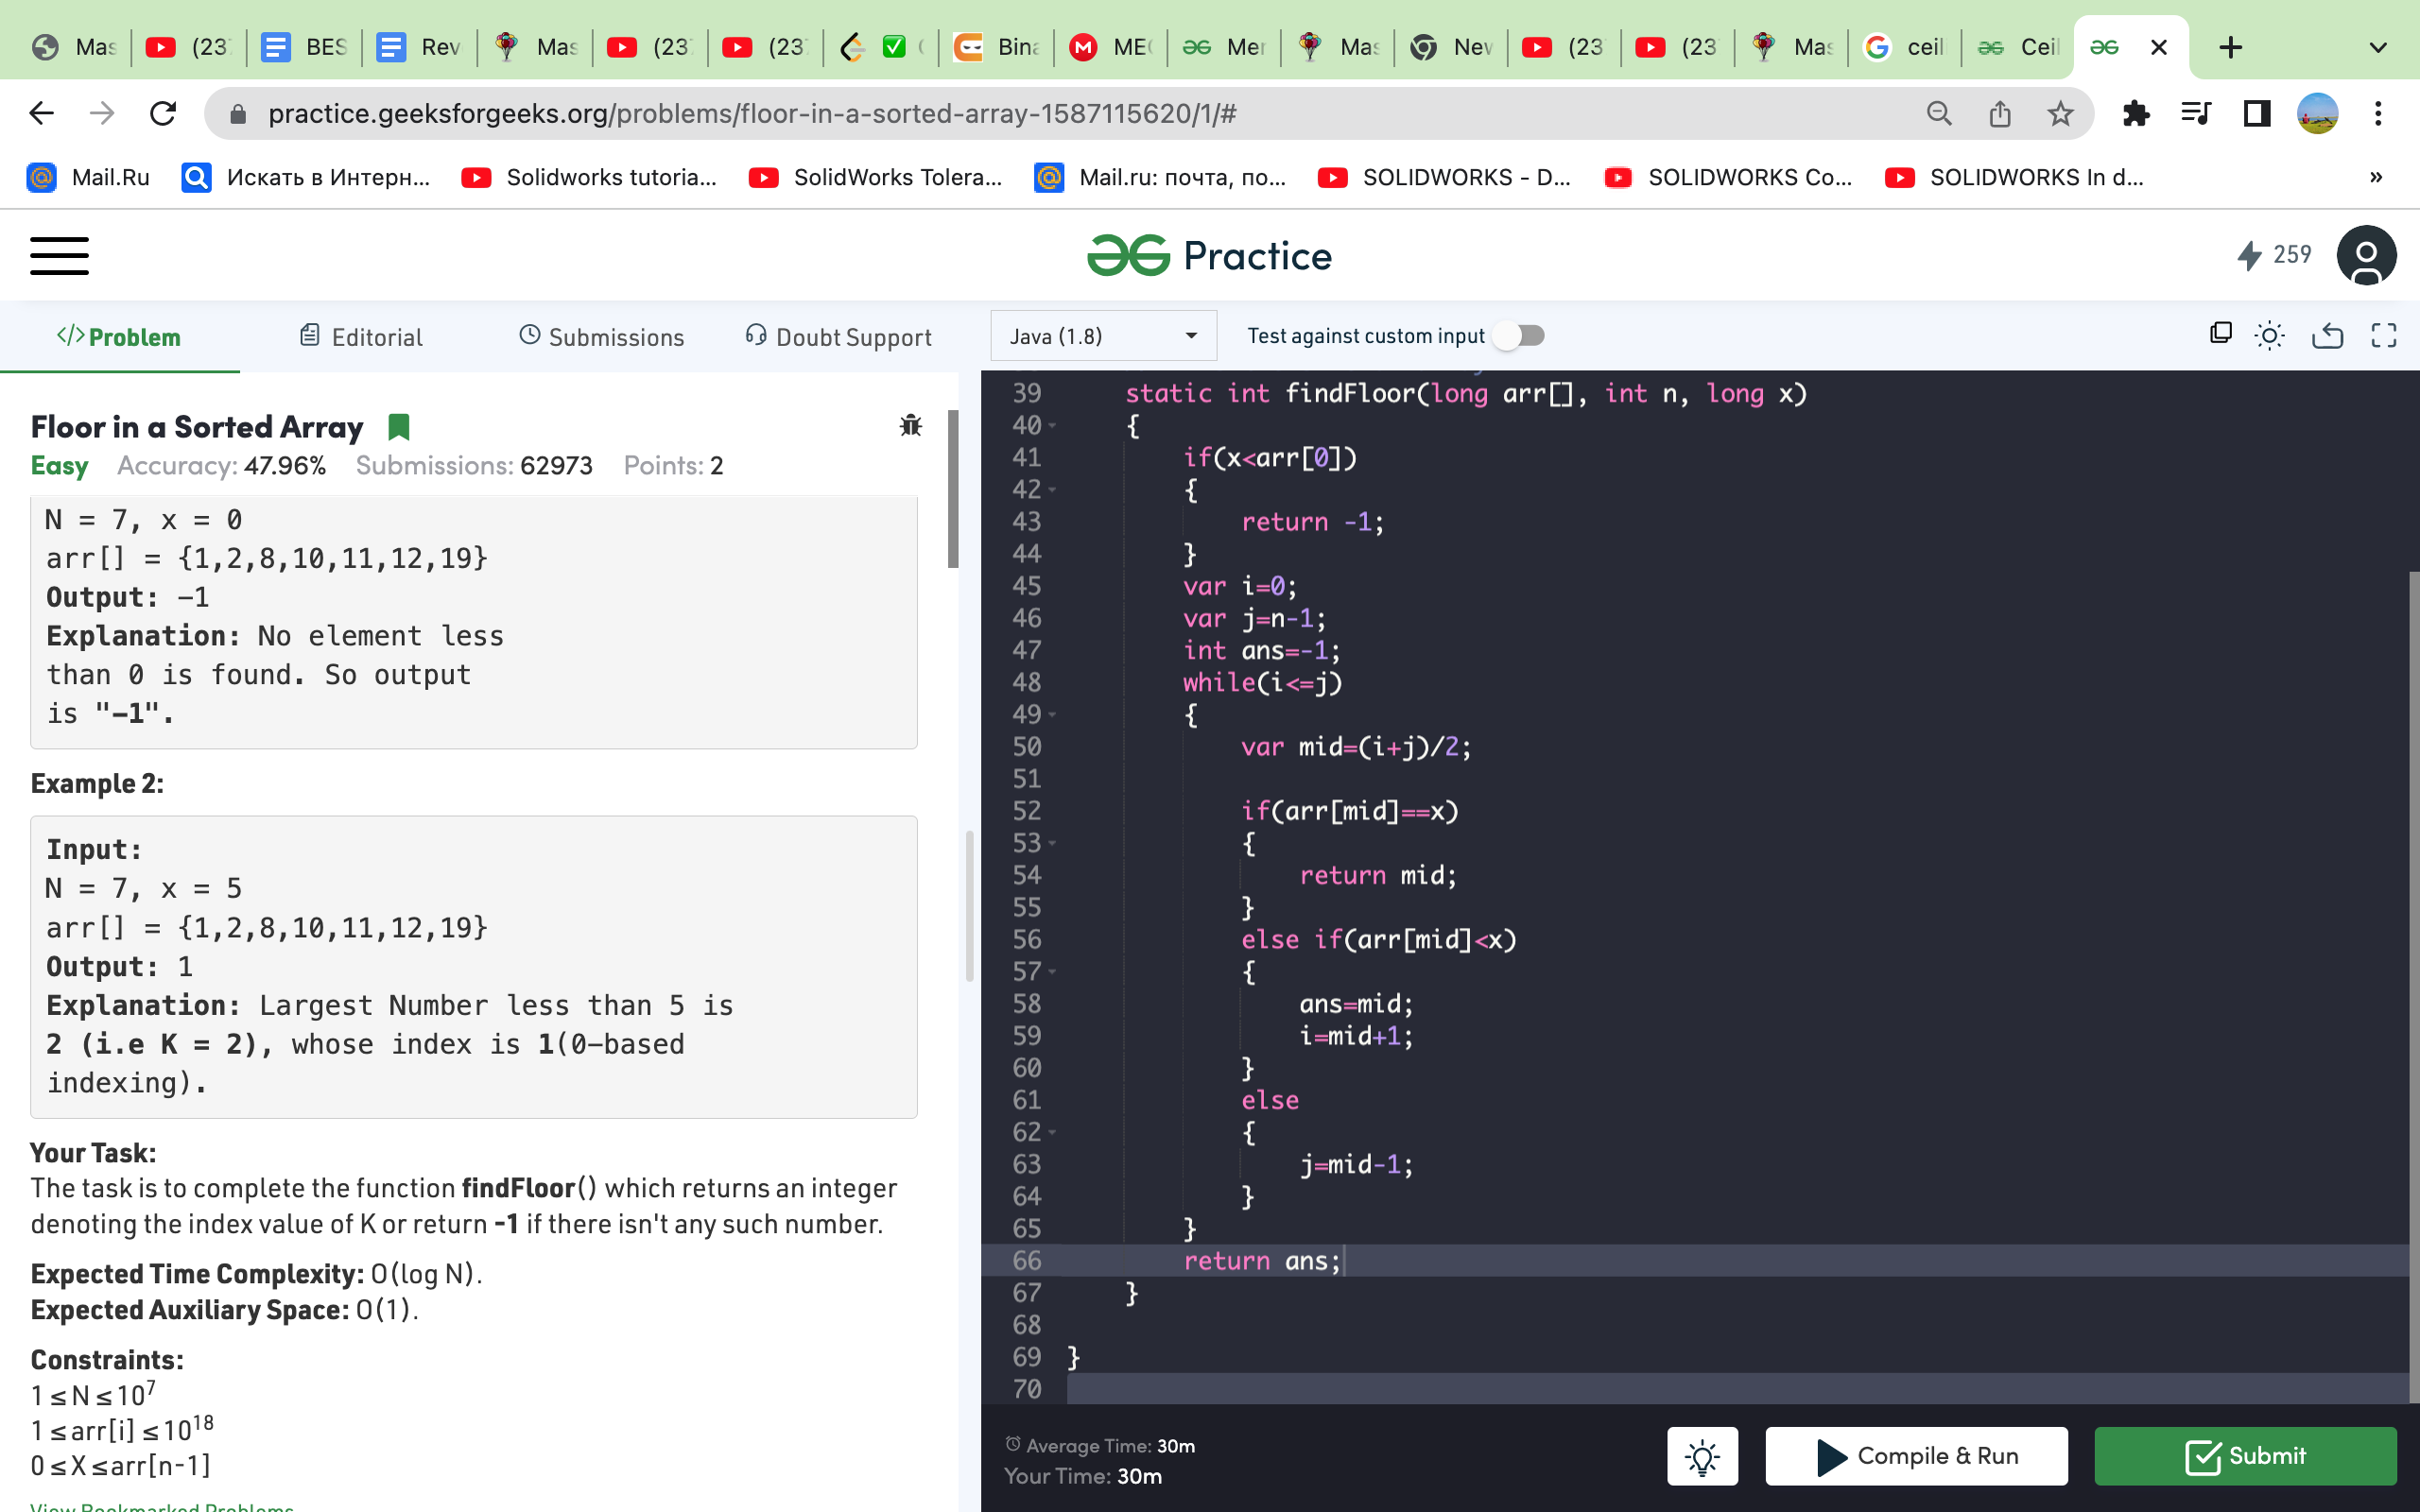 Mas (23 BES Rev Mas (23 (23 Bina ME Mer Mas New (23 (23 Mas ceil Ceil
practice.geeksforgeeks.org/problems/floor-in-a-sorted-array-1587115620/1/#
Mail.Ru Искать в Интерн... Solidworks tutoria... SolidWorks Tolera... Mail.ru: почта, по... SOLIDWORKS - D... SOLIDWORKS Co... SOLIDWORKS In d... »
Practice
259
</>Problem Editorial Submissions Doubt Support
Java (1.8) Test against custom input
Floor in a Sorted Array
Easy Accuracy: 47.96% Submissions: 62973 Points: 2
N = 7, x = 0
arr[] = {1,2,8,10,11,12,19}
Output: -1
Explanation: No element less
than 0 is found. So output
is "-1".
Example 2:
Input:
N = 7, x = 5
arr[] = {1,2,8,10,11,12,19}
Output: 1
Explanation: Largest Number less than 5 is
2 (i.e K = 2), whose index is 1(0-based
indexing).
Your Task:
The task is to complete the function findFloor() which returns an integer
denoting the index value of K or return -1 if there isn't any such number.
Expected Time Complexity: O(log N).
Expected Auxiliary Space: O(1).
Constraints:
1 ≤ N ≤ 10⁷
1 ≤ arr[i] ≤ 10¹⁸
0 ≤ X ≤ arr[n-1]
View Bookmarked Problems
39 static int findFloor(long arr[], int n, long x)
40 {
41 if(x<arr[0])
42 {
43 return -1;
44 }
45 var i=0;
46 var j=n-1;
47 int ans=-1;
48 while(i<=j)
49 {
50 var mid=(i+j)/2;
51
52 if(arr[mid]==x)
53 {
54 return mid;
55 }
56 else if(arr[mid]<x)
57 {
58 ans=mid;
59 i=mid+1;
60 }
61 else
62 {
63 j=mid-1;
64 }
65 }
66 return ans;
67 }
68
69 }
70
Average Time: 30m
Your Time: 30m
Compile & Run
Submit